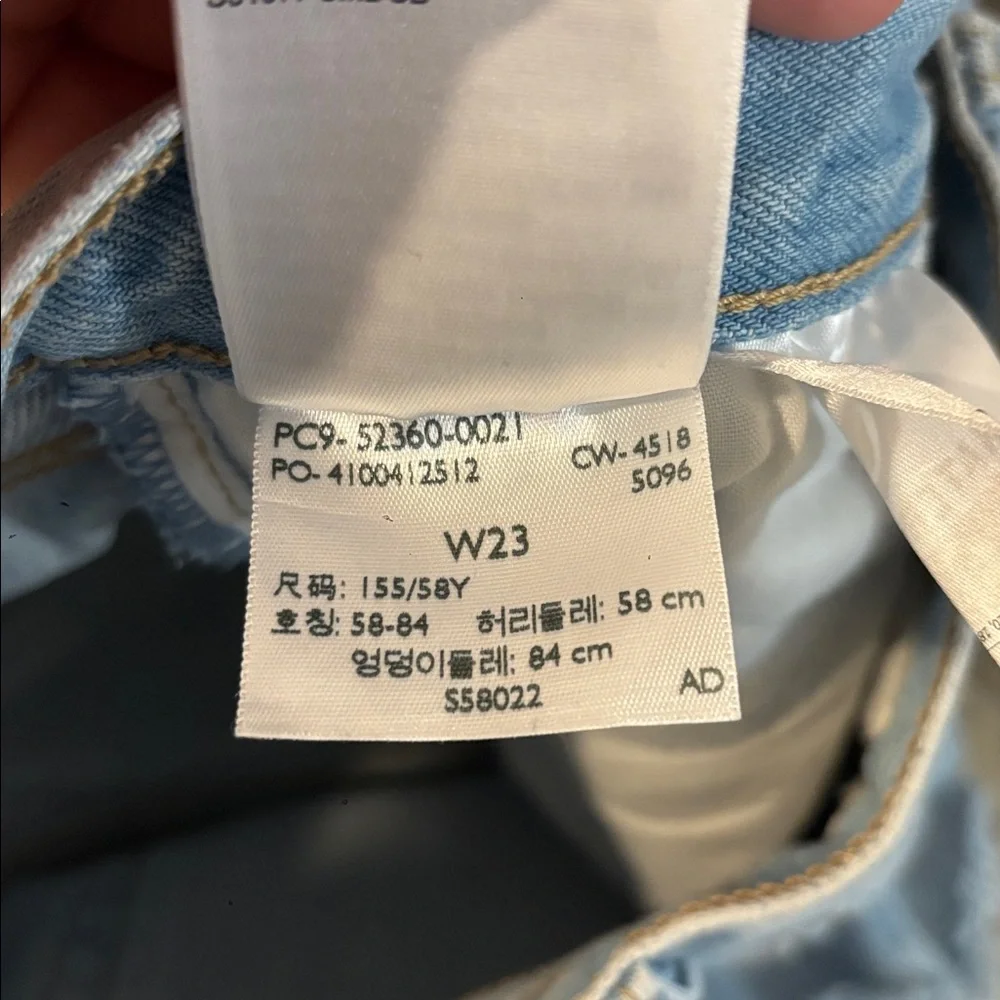 PC9- 52360-0021
PO- 4100412512
CW- 4518
5096
W23
尺码: 155/58Y
호칭: 58-84 허리둘레: 58 cm
엉덩이둘레: 84 cm
S58022
AD